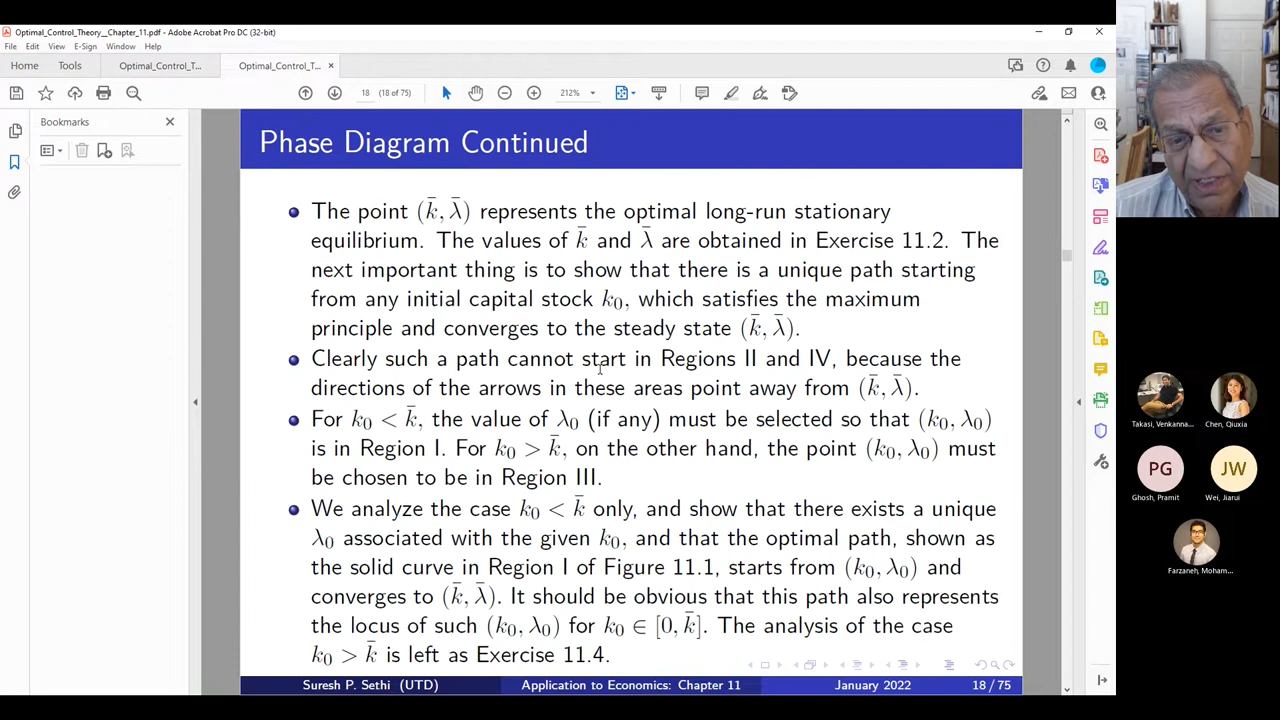 Optimal_Control_Theory__Chapter_11.pdf - Adobe Acrobat Pro DC (32-bit)
File Edit View E-Sign Window Help
Home Tools Optimal_Control_T... Optimal_Control_T... ×
18 (18 of 75) 212%
Bookmarks
Phase Diagram Continued
The point (k̄, λ̄) represents the optimal long-run stationary
equilibrium. The values of k̄ and λ̄ are obtained in Exercise 11.2. The
next important thing is to show that there is a unique path starting
from any initial capital stock k₀, which satisfies the maximum
principle and converges to the steady state (k̄, λ̄).
Clearly such a path cannot start in Regions II and IV, because the
directions of the arrows in these areas point away from (k̄, λ̄).
For k₀ < k̄, the value of λ₀ (if any) must be selected so that (k₀, λ₀)
is in Region I. For k₀ > k̄, on the other hand, the point (k₀, λ₀) must
be chosen to be in Region III.
We analyze the case k₀ < k̄ only, and show that there exists a unique
λ₀ associated with the given k₀, and that the optimal path, shown as
the solid curve in Region I of Figure 11.1, starts from (k₀, λ₀) and
converges to (k̄, λ̄). It should be obvious that this path also represents
the locus of such (k₀, λ₀) for k₀ ∈ [0, k̄]. The analysis of the case
k₀ > k̄ is left as Exercise 11.4.
Suresh P. Sethi (UTD) Application to Economics: Chapter 11 January 2022 18 / 75
Takasi, Venkanna... Chen, Qiuxia
PG JW
Ghosh, Pramit Wei, Jiarui
Farzaneh, Moham...